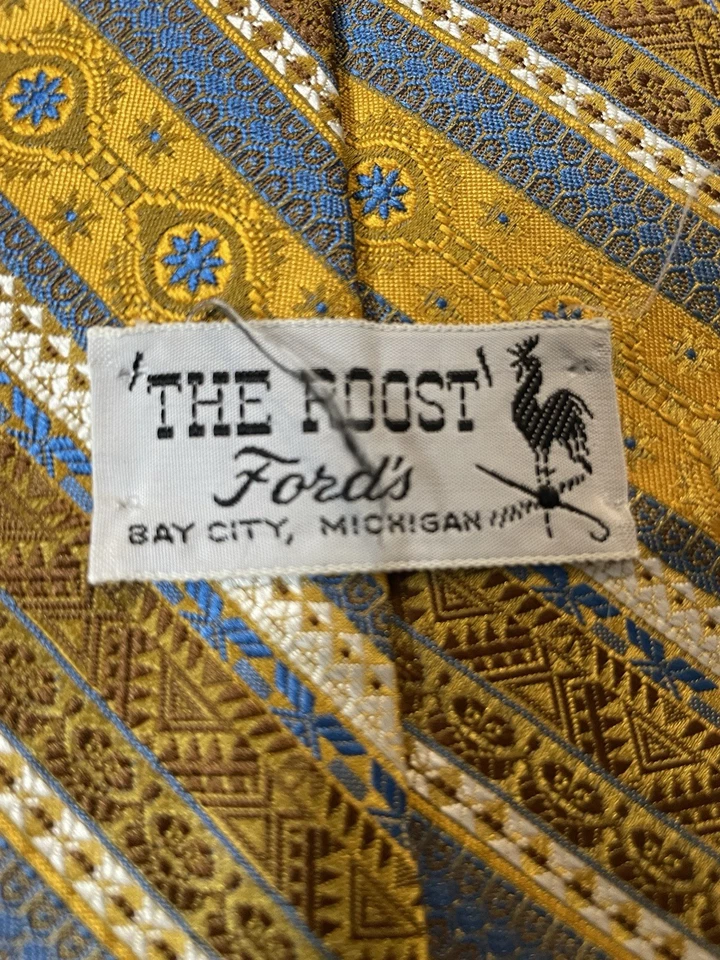 'THE ROOST'
Ford's
BAY CITY, MICHIGAN